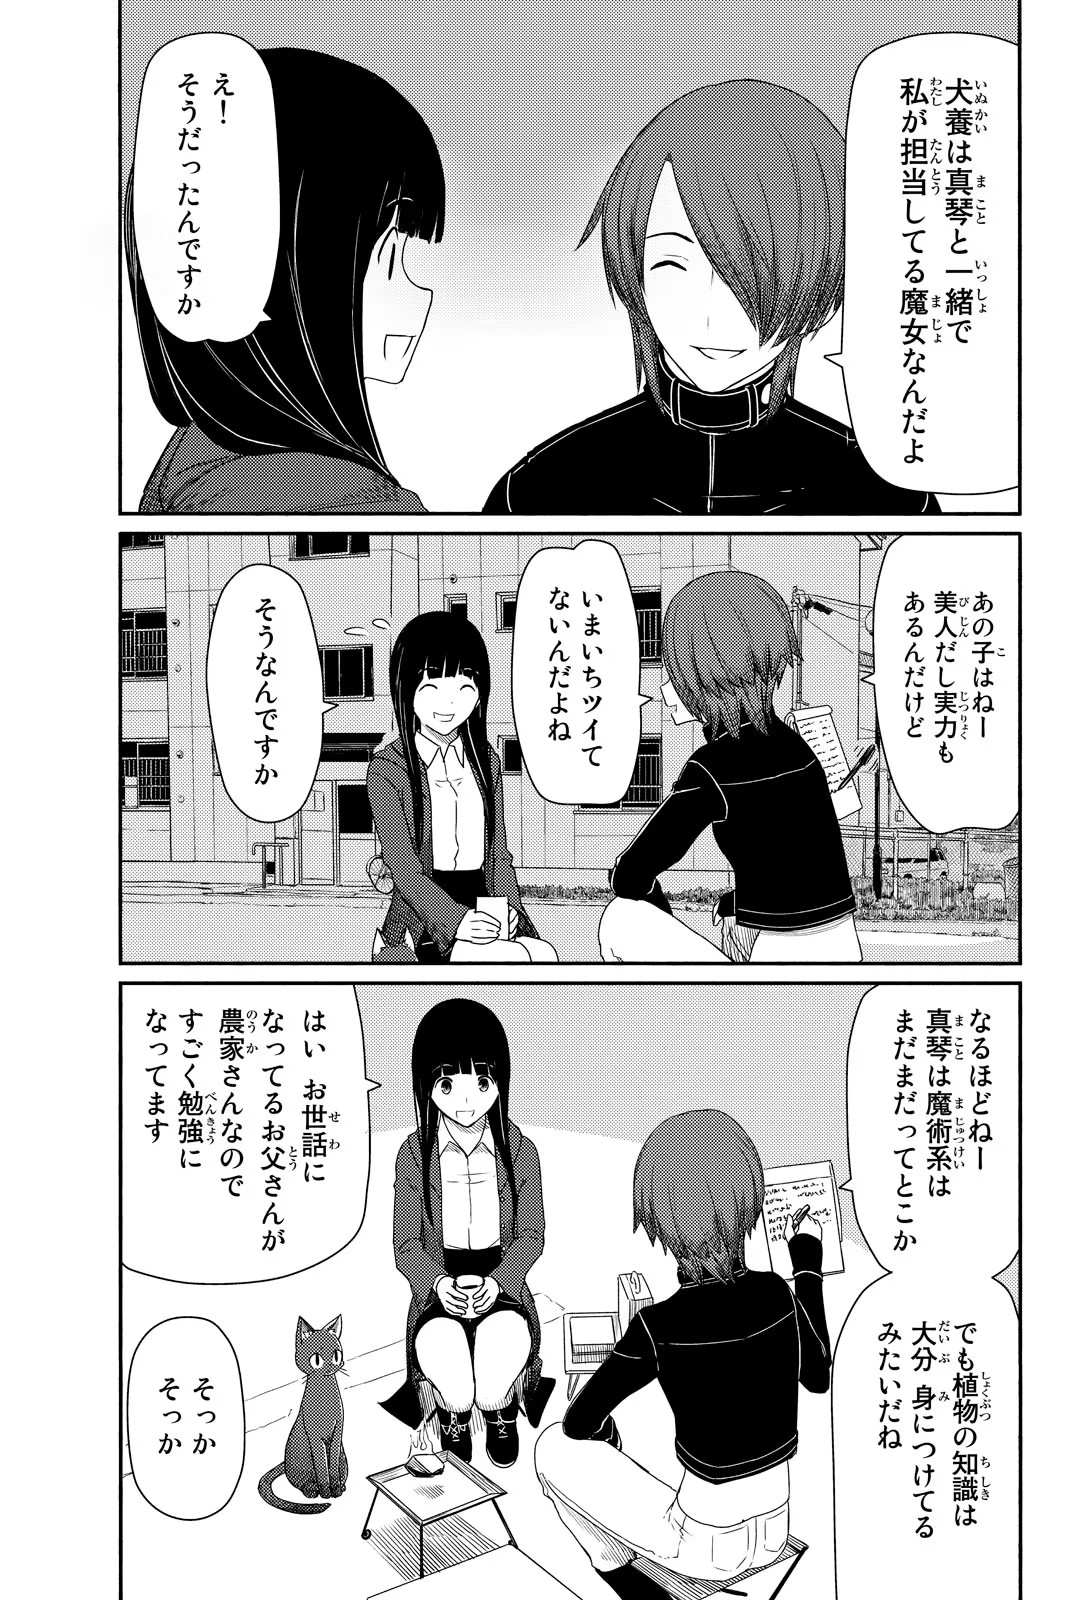 犬養は真琴と一緒で
私が担当してる魔女なんだよ
え！
そうだったんですか
あの子はねー
美人だし実力も
あるんだけど
いまいちツイて
ないんだよね
そうなんですか
なるほどねー
真琴は魔術系は
まだまだってとこか
でも植物の知識は
大分 身につけてる
みたいだね
はい お世話に
なってるお父さんが
農家さんなので
すごく勉強に
なってます
そっか
そっか